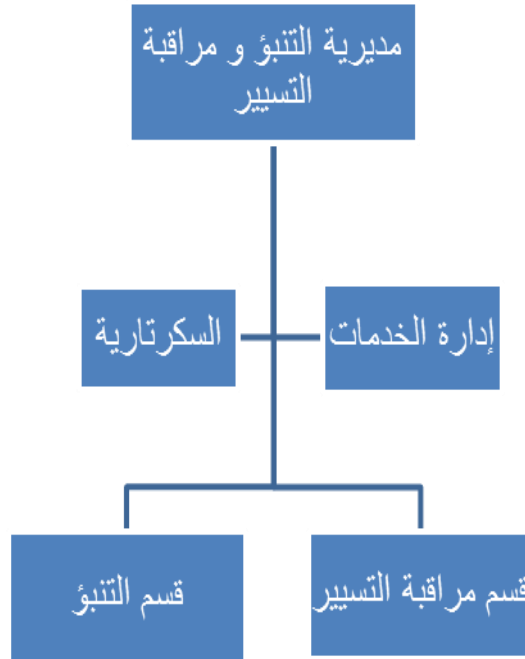 مديرية التنبؤ و مراقبة
التسيير
إدارة الخدمات
السكرتارية
قسم مراقبة التسيير
قسم التنبؤ